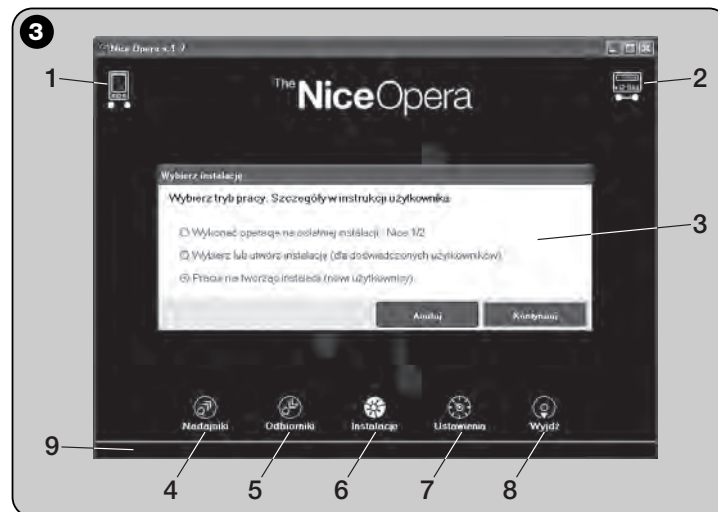 3
Nice Opera v.1.7
1
2
The NiceOpera
Wybierz instalację
Wybierz tryb pracy. Szczegóły w instrukcji użytkownika
Wykonać operacje na ostatniej instalacji: Nice 1/2
3
Wybierz lub utwórz instalację (dla doświadczonych użytkowników)
Pracuj nie tworząc instalacji (nowi użytkownicy)
Anuluj
Kontynuuj
Nadajniki
Odbiorniki
Instalacje
Ustawienia
Wyjdź
9
4
5
6
7
8